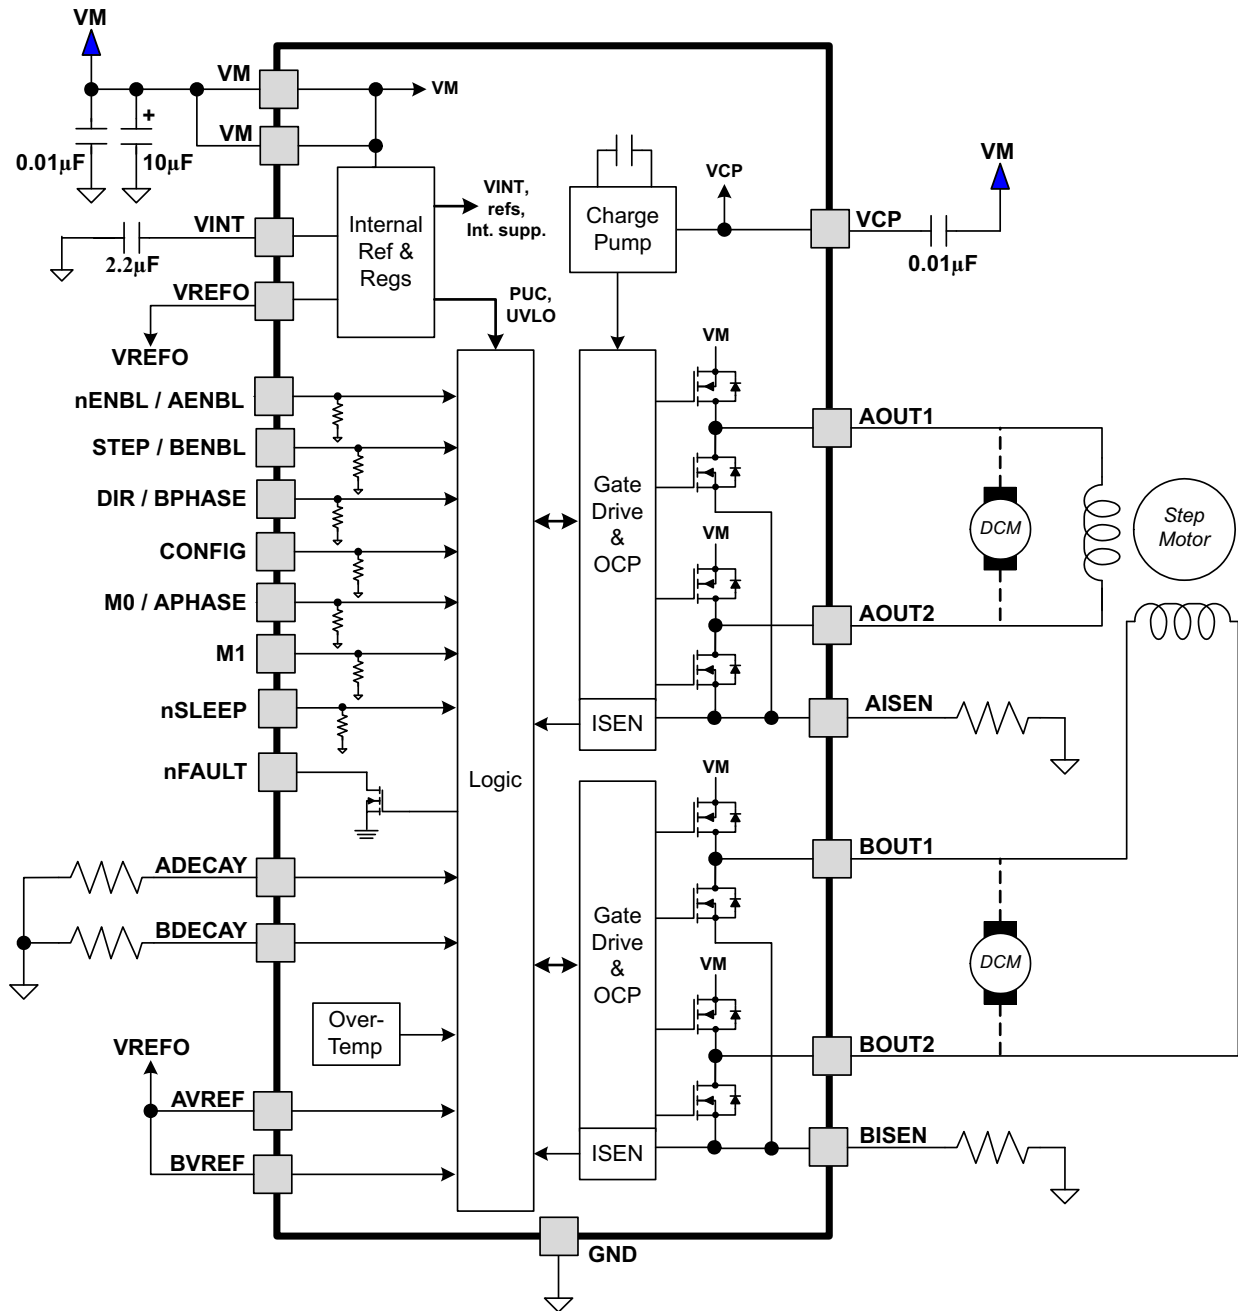 VM
VM
VM
VM
+
0.01µF
10µF
VINT
2.2µF
VREFO
VREFO
Internal
Ref &
Regs
VINT,
refs,
Int. supp.
PUC,
UVLO
Charge
Pump
VCP
VCP
VM
0.01µF
nENBL / AENBL
STEP / BENBL
DIR / BPHASE
CONFIG
M0 / APHASE
M1
nSLEEP
nFAULT
ADECAY
BDECAY
Over-
Temp
VREFO
AVREF
BVREF
Logic
Gate
Drive
&
OCP
ISEN
VM
VM
AOUT1
DCM
Step
Motor
AOUT2
AISEN
Gate
Drive
&
OCP
ISEN
VM
VM
BOUT1
DCM
BOUT2
BISEN
GND